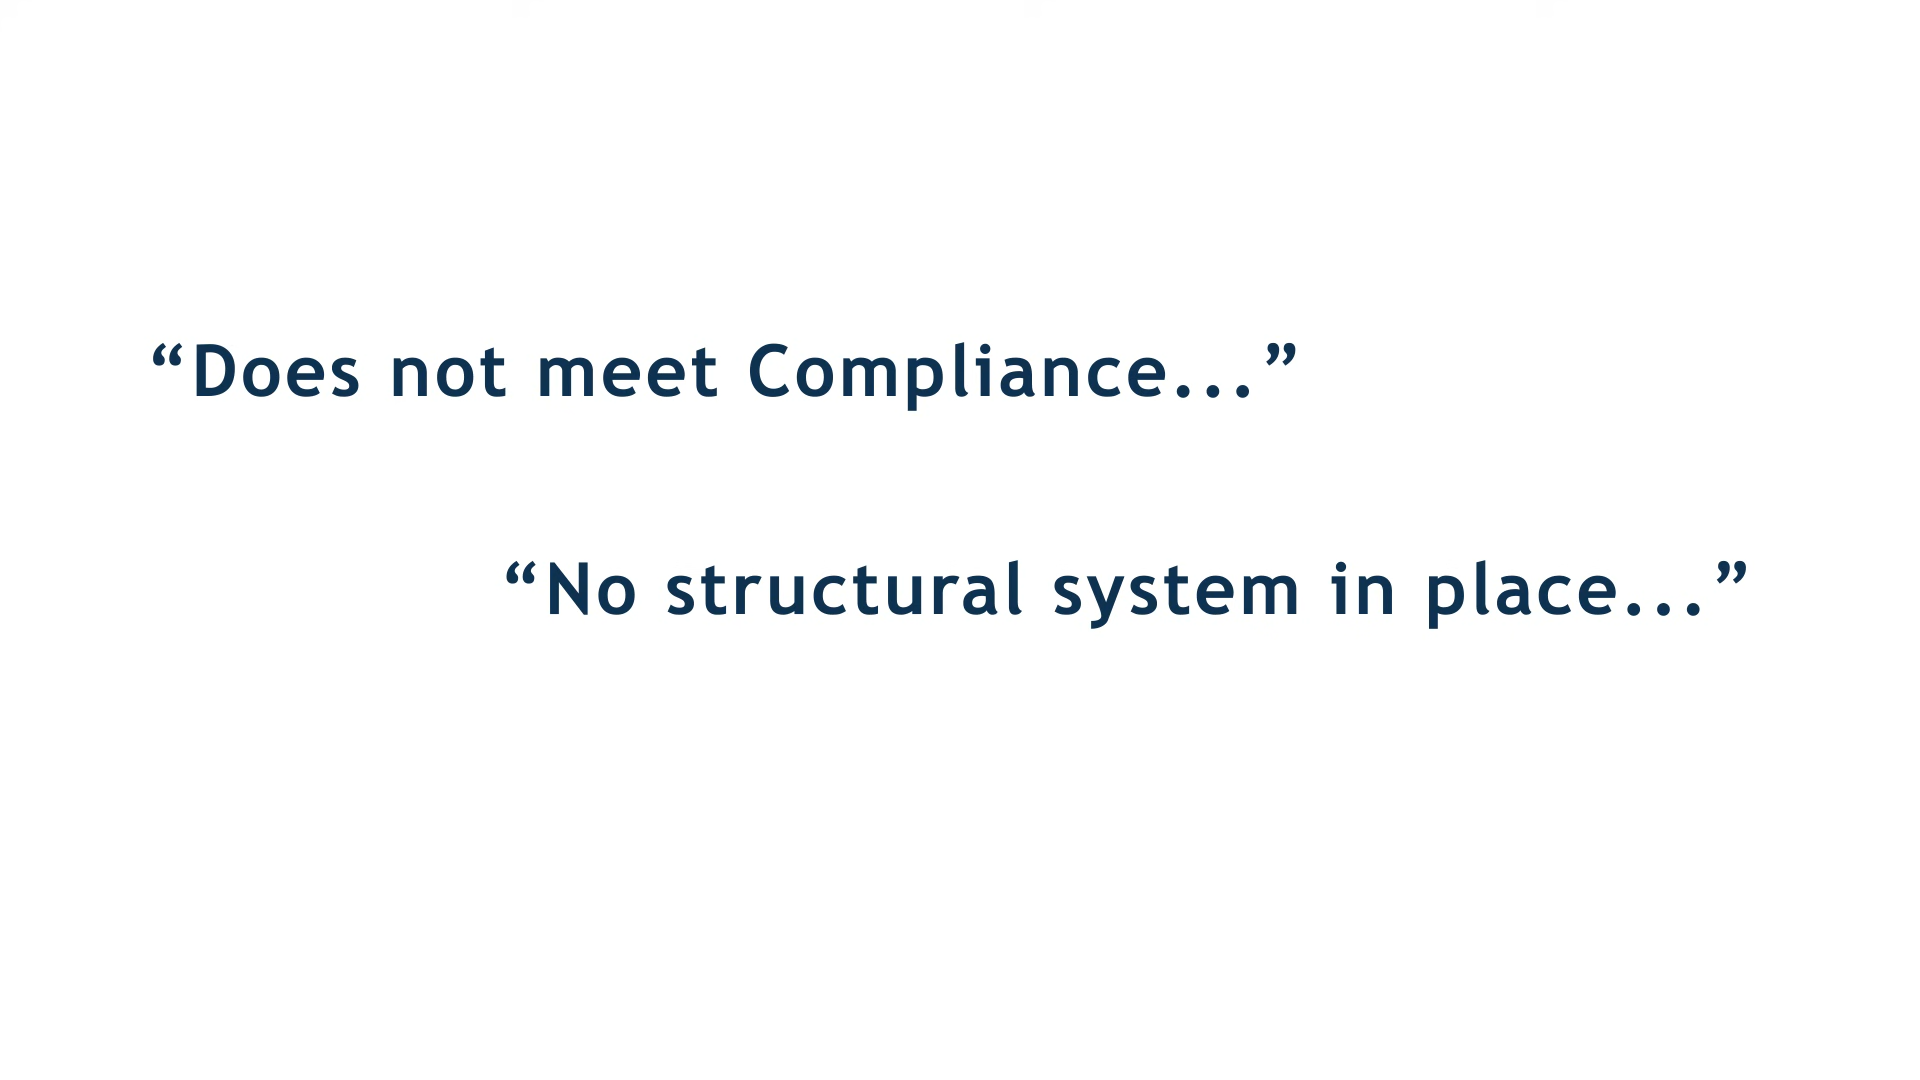 “Does not meet Compliance...”
“No structural system in place...”